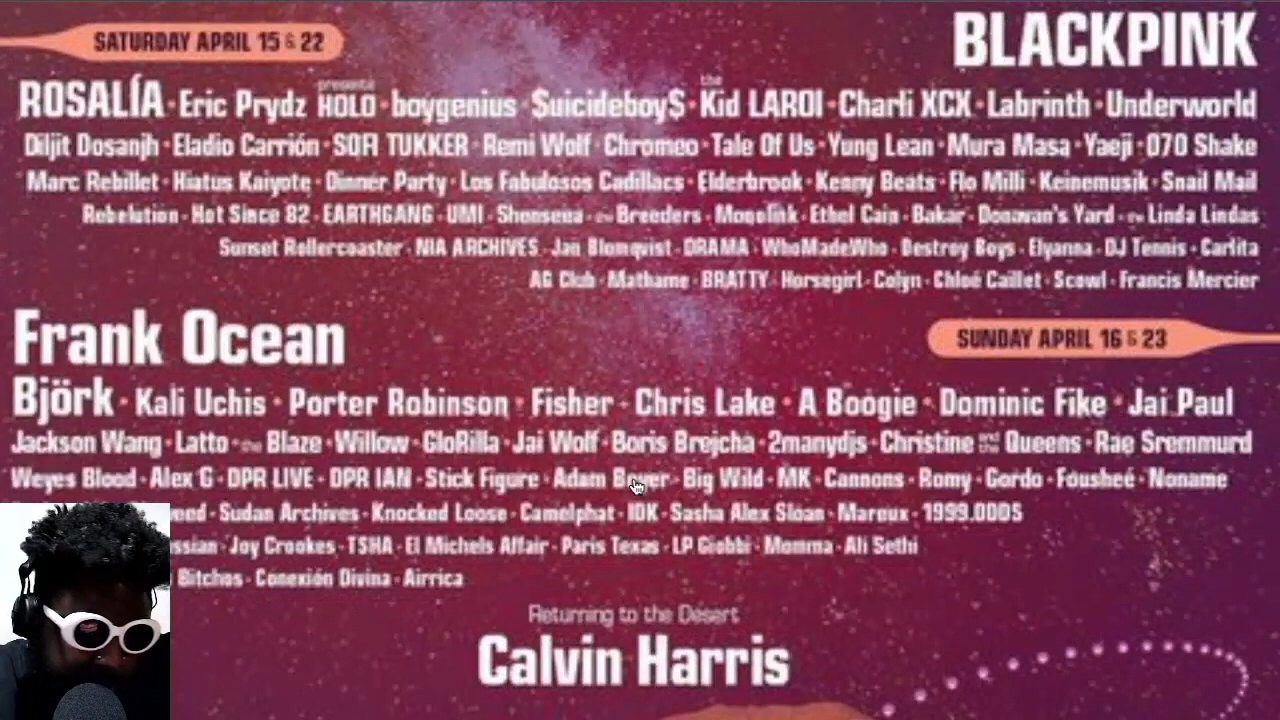 SATURDAY APRIL 15 & 22
BLACKPINK
ROSALÍA · Eric Prydz presents HOLO · boygenius · $uicideboy$ · the Kid LAROI · Charli XCX · Labrinth · Underworld
Diljit Dosanjh · Eladio Carrión · SOFI TUKKER · Remi Wolf · Chromeo · Tale Of Us · Yung Lean · Mura Masa · Yaeji · 070 Shake
Marc Rebillet · Hiatus Kaiyote · Dinner Party · Los Fabulosos Cadillacs · Elderbrook · Kenny Beats · Flo Milli · Keinemusik · Snail Mail
Rebelution · Hot Since 82 · EARTHGANG · UMI · Shenseea · the Breeders · Monolink · Ethel Cain · Bakar · Donavan's Yard · the Linda Lindas
Sunset Rollercoaster · NIA ARCHIVES · Jan Blomqvist · DRAMA · WhoMadeWho · Destroy Boys · Elyanna · DJ Tennis · Carlita
AG Club · Mathame · BRATTY · Horsegirl · Colyn · Chloé Caillet · Scowl · Francis Mercier
Frank Ocean
SUNDAY APRIL 16 & 23
Björk · Kali Uchis · Porter Robinson · Fisher · Chris Lake · A Boogie · Dominic Fike · Jai Paul
Jackson Wang · Latto · the Blaze · Willow · GloRilla · Jai Wolf · Boris Brejcha · 2manydjs · Christine and the Queens · Rae Sremmurd
Weyes Blood · Alex G · DPR LIVE · DPR IAN · Stick Figure · Adam Beyer · Big Wild · MK · Cannons · Romy · Gordo · Fousheé · Noname
Sudan Archives · Knocked Loose · Camelphat · IDK · Sasha Alex Sloan · Mareux · 1999.ODDS
Joy Crookes · TSHA · El Michels Affair · Paris Texas · LP Giobbi · Momma · Ali Sethi
Bitchos · Conexión Divina · Airrica
Returning to the Desert
Calvin Harris